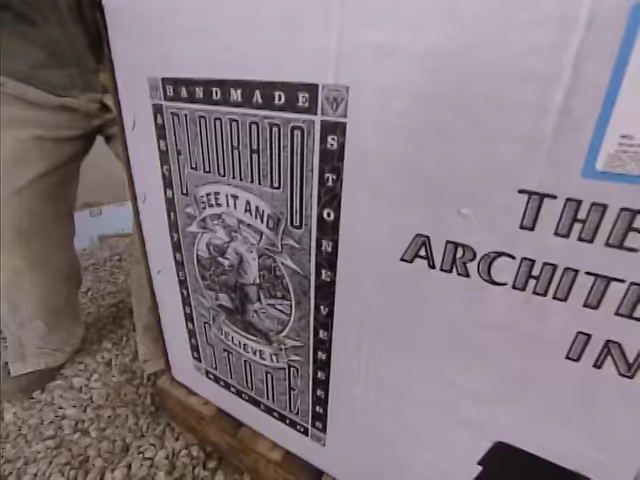 HANDMADE
ARCHITECTURAL
ELDORADO
STONE VENEERS
SEE IT AND
BELIEVE IT
STONE
THE
ARCHITE
IN